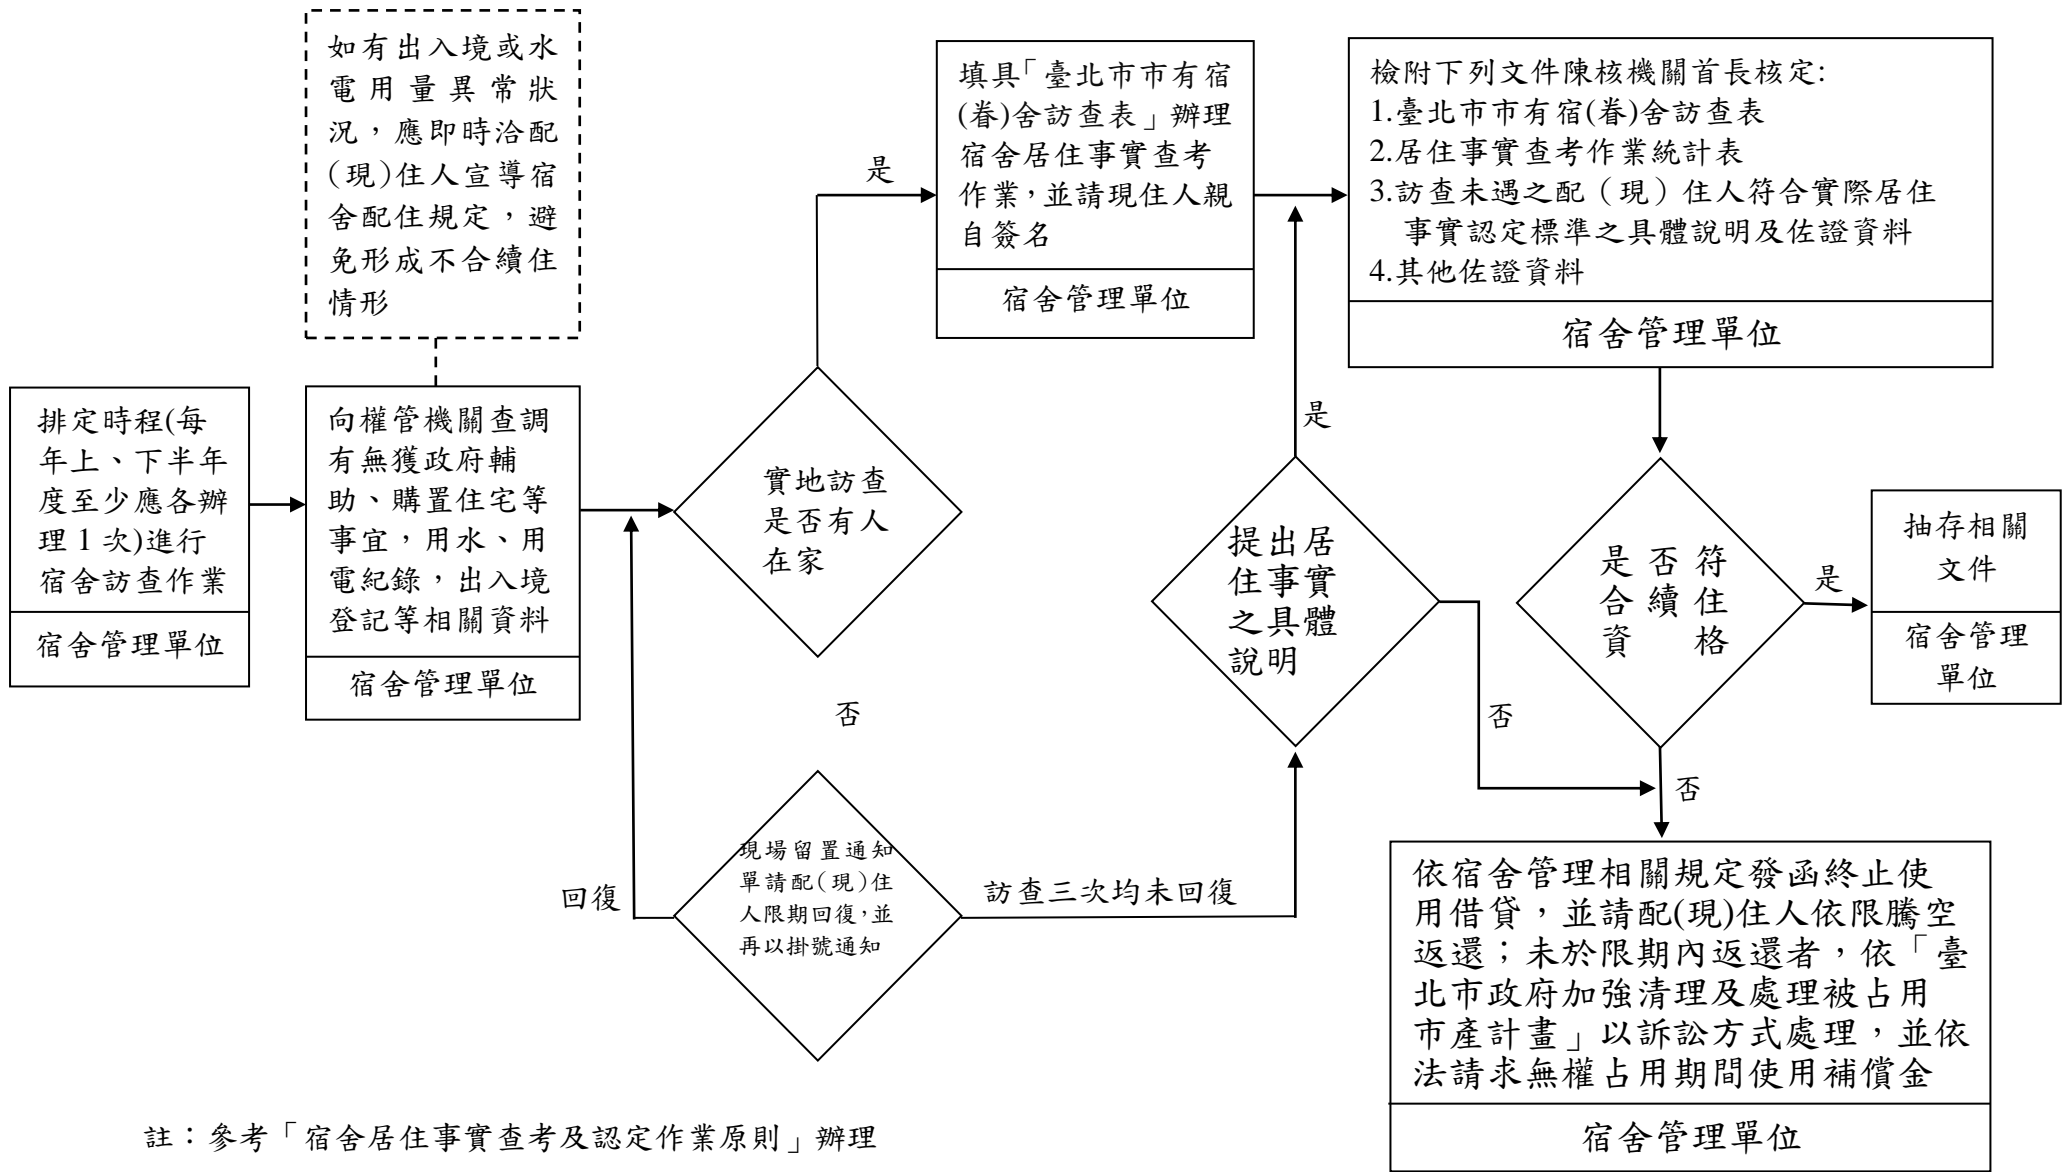 如有出入境或水
電用量異常狀
況，應即時洽配
(現)住人宣導宿
舍配住規定，避
免形成不合續住
情形
填具「臺北市市有宿
(眷)舍訪查表」辦理
宿舍居住事實查考
作業，並請現住人親
自簽名
宿舍管理單位
檢附下列文件陳核機關首長核定:
1.臺北市市有宿(眷)舍訪查表
2.居住事實查考作業統計表
3.訪查未遇之配（現）住人符合實際居住
事實認定標準之具體說明及佐證資料
4.其他佐證資料
宿舍管理單位
排定時程(每
年上、下半年
度至少應各辦
理 1 次)進行
宿舍訪查作業
宿舍管理單位
向權管機關查調
有無獲政府輔
助、購置住宅等
事宜，用水、用
電紀錄，出入境
登記等相關資料
宿舍管理單位
實地訪查
是否有人
在家
是
否
現場留置通知
單請配(現)住
人限期回復，並
再以掛號通知
回復
訪查三次均未回復
提出居
住事實
之具體
說明
是
否
是否符
合續住
資格
是
否
抽存相關
文件
宿舍管理
單位
依宿舍管理相關規定發函終止使
用借貸，並請配(現)住人依限騰空
返還；未於限期內返還者，依「臺
北市政府加強清理及處理被占用
市產計畫」以訴訟方式處理，並依
法請求無權占用期間使用補償金
宿舍管理單位
註：參考「宿舍居住事實查考及認定作業原則」辦理